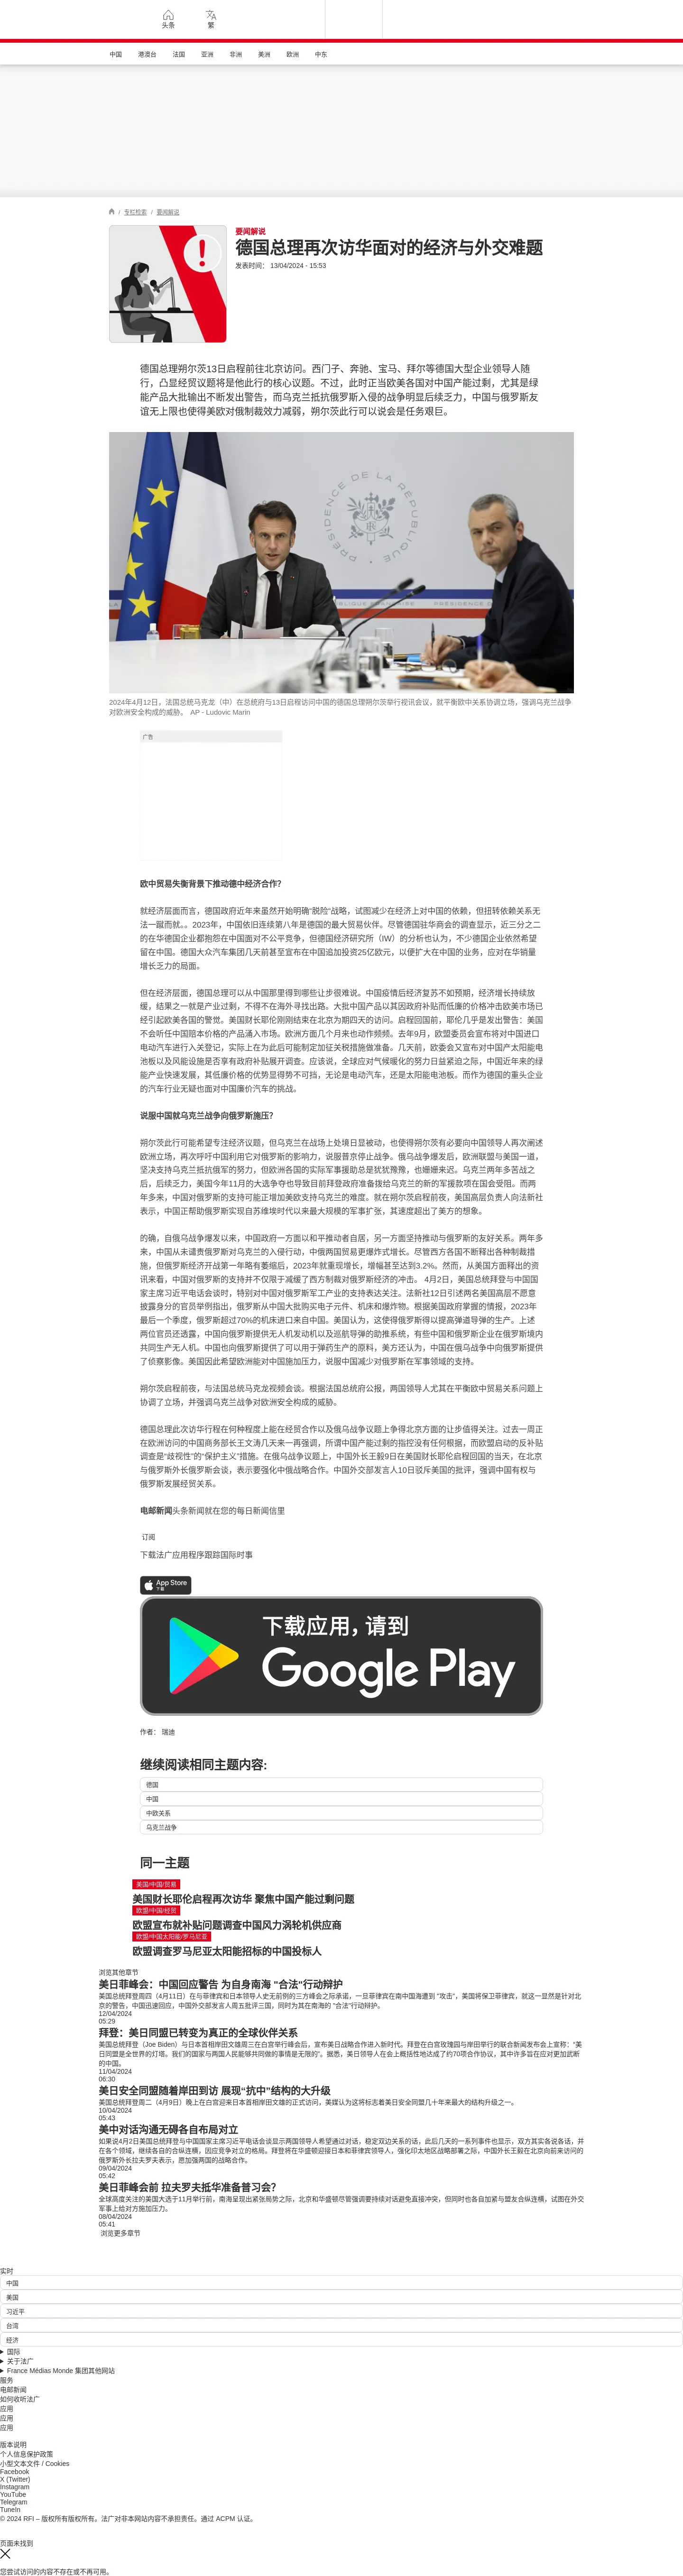 头条
繁
中国
港澳台
法国
亚洲
非洲
美洲
欧洲
中东
/ 专栏检索 / 要闻解说
要闻解说
德国总理再次访华面对的经济与外交难题
发表时间： 13/04/2024 - 15:53
德国总理朔尔茨13日启程前往北京访问。西门子、奔驰、宝马、拜尔等德国大型企业领导人随
行，凸显经贸议题将是他此行的核心议题。不过，此时正当欧美各国对中国产能过剩，尤其是绿
能产品大批输出不断发出警告，而乌克兰抵抗俄罗斯入侵的战争明显后续乏力，中国与俄罗斯友
谊无上限也使得美欧对俄制裁效力减弱，朔尔茨此行可以说会是任务艰巨。
2024年4月12日，法国总统马克龙（中）在总统府与13日启程访问中国的德国总理朔尔茨举行视讯会议，就平衡欧中关系协调立场，强调乌克兰战争
对欧洲安全构成的威胁。 AP - Ludovic Marin
广告
欧中贸易失衡背景下推动德中经济合作？
就经济层面而言，德国政府近年来虽然开始明确“脱险”战略，试图减少在经济上对中国的依赖，但扭转依赖关系无
法一蹴而就。。2023年，中国依旧连续第八年是德国的最大贸易伙伴。尽管德国驻华商会的调查显示，近三分之二
的在华德国企业都抱怨在中国面对不公平竞争，但德国经济研究所（IW）的分析也认为，不少德国企业依然希望
留在中国。德国大众汽车集团几天前甚至宣布在中国追加投资25亿欧元，以便扩大在中国的业务，应对在华销量
增长乏力的局面。
但在经济层面，德国总理可以从中国那里得到哪些让步很难说。中国疫情后经济复苏不如预期，经济增长持续放
缓，结果之一就是产业过剩，不得不在海外寻找出路。大批中国产品以其因政府补贴而低廉的价格冲击欧美市场已
经引起欧美各国的警觉。美国财长耶伦刚刚结束在北京为期四天的访问。启程回国前，耶伦几乎是发出警告：美国
不会听任中国赔本价格的产品涌入市场。欧洲方面几个月来也动作频频。去年9月，欧盟委员会宣布将对中国进口
电动汽车进行入关登记，实际上在为此后可能制定加征关税措施做准备。几天前，欧委会又宣布对中国产太阳能电
池板以及风能设施是否享有政府补贴展开调查。应该说，全球应对气候暖化的努力日益紧迫之际，中国近年来的绿
能产业快速发展，其低廉价格的优势显得势不可挡，无论是电动汽车，还是太阳能电池板。而作为德国的重头企业
的汽车行业无疑也面对中国廉价汽车的挑战。
说服中国就乌克兰战争向俄罗斯施压？
朔尔茨此行可能希望专注经济议题，但乌克兰在战场上处境日显被动，也使得朔尔茨有必要向中国领导人再次阐述
欧洲立场，再次呼吁中国利用它对俄罗斯的影响力，说服普京停止战争。俄乌战争爆发后，欧洲联盟与美国一道，
坚决支持乌克兰抵抗俄军的努力，但欧洲各国的实际军事援助总是犹犹豫豫，也姗姗来迟。乌克兰两年多苦战之
后，后续乏力，美国今年11月的大选争夺也导致目前拜登政府准备拨给乌克兰的新的军援款项在国会受阻。而两
年多来，中国对俄罗斯的支持可能正增加美欧支持乌克兰的难度。就在朔尔茨启程前夜，美国高层负责人向法新社
表示，中国正帮助俄罗斯实现自苏维埃时代以来最大规模的军事扩张，其速度超出了美方的想象。
的确，自俄乌战争爆发以来，中国政府一方面以和平推动者自居，另一方面坚持推动与俄罗斯的友好关系。两年多
来，中国从未谴责俄罗斯对乌克兰的入侵行动，中俄两国贸易更爆炸式增长。尽管西方各国不断释出各种制裁措
施，但俄罗斯经济开战第一年略有萎缩后，2023年就重现增长，增幅甚至达到3.2%。然而，从美国方面释出的资
讯来看，中国对俄罗斯的支持并不仅限于减缓了西方制裁对俄罗斯经济的冲击。 4月2日，美国总统拜登与中国国
家主席习近平电话会谈时，特别对中国对俄罗斯军工产业的支持表达关注。法新社12日引述两名美国高层不愿意
披露身分的官员举例指出，俄罗斯从中国大批购买电子元件、机床和爆炸物。根据美国政府掌握的情报，2023年
最后一个季度，俄罗斯超过70%的机床进口来自中国。美国认为，这使得俄罗斯得以提高弹道导弹的生产。上述
两位官员还透露，中国向俄罗斯提供无人机发动机以及巡航导弹的助推系统，有些中国和俄罗斯企业在俄罗斯境内
共同生产无人机。中国也向俄罗斯提供了可以用于弹药生产的原料，美方还认为，中国在俄乌战争中向俄罗斯提供
了侦察影像。美国因此希望欧洲能对中国施加压力，说服中国减少对俄罗斯在军事领域的支持。
朔尔茨启程前夜，与法国总统马克龙视频会谈。根据法国总统府公报，两国领导人尤其在平衡欧中贸易关系问题上
协调了立场，并强调乌克兰战争对欧洲安全构成的威胁。
德国总理此次访华行程在何种程度上能在经贸合作以及俄乌战争议题上争得北京方面的让步值得关注。过去一周正
在欧洲访问的中国商务部长王文涛几天来一再强调，所谓中国产能过剩的指控没有任何根据，而欧盟启动的反补贴
调查是“歧视性”的“保护主义”措施。在俄乌战争议题上，中国外长王毅9日在美国财长耶伦启程回国的当天，在北京
与俄罗斯外长俄罗斯会谈，表示要强化中俄战略合作。中国外交部发言人10日驳斥美国的批评，强调中国有权与
俄罗斯发展经贸关系。
电邮新闻头条新闻就在您的每日新闻信里
订阅
下载法广应用程序跟踪国际时事
App Store
下载
下载应用，请到
Google Play
作者： 瑞迪
继续阅读相同主题内容:
德国
中国
中欧关系
乌克兰战争
同一主题
美国/中国/贸易
美国财长耶伦启程再次访华 聚焦中国产能过剩问题
欧盟/中国/经贸
欧盟宣布就补贴问题调查中国风力涡轮机供应商
欧盟/中国太阳能/罗马尼亚
欧盟调查罗马尼亚太阳能招标的中国投标人
浏览其他章节
美日菲峰会：中国回应警告 为自身南海 "合法"行动辩护
美国总统拜登周四（4月11日）在与菲律宾和日本领导人史无前例的三方峰会之际承诺，一旦菲律宾在南中国海遭到 "攻击"，美国将保卫菲律宾，就这一显然是针对北
京的警告，中国迅速回应，中国外交部发言人周五批评三国，同时为其在南海的 "合法"行动辩护。
12/04/2024
05:29
拜登：美日同盟已转变为真正的全球伙伴关系
美国总统拜登（Joe Biden）与日本首相岸田文雄周三在白宫举行峰会后，宣布美日战略合作进入新时代。拜登在白宫玫瑰园与岸田举行的联合新闻发布会上宣称："美
日同盟是全世界的灯塔。我们的国家与两国人民能够共同做的事情是无限的"。据悉，美日领导人在会上概括性地达成了约70项合作协议，其中许多旨在应对更加武断
的中国。
11/04/2024
06:30
美日安全同盟随着岸田到访 展现“抗中”结构的大升级
美国总统拜登周二（4月9日）晚上在白宫迎来日本首相岸田文雄的正式访问，美媒认为这将标志着美日安全同盟几十年来最大的结构升级之一。
10/04/2024
05:43
美中对话沟通无碍各自布局对立
如果说4月2日美国总统拜登与中国国家主席习近平电话会谈显示两国领导人希望通过对话，稳定双边关系的话，此后几天的一系列事件也显示，双方其实各说各话，并
在各个领域，继续各自的合纵连横，因应竞争对立的格局。拜登将在华盛顿迎接日本和菲律宾领导人，强化印太地区战略部署之际，中国外长王毅在北京向前来访问的
俄罗斯外长拉夫罗夫表示，愿加强两国的战略合作。
09/04/2024
05:42
美日菲峰会前 拉夫罗夫抵华准备普习会？
全球高度关注的美国大选于11月举行前，南海呈现出紧张局势之际，北京和华盛顿尽管强调要持续对话避免直接冲突，但同时也各自加紧与盟友合纵连横，试图在外交
军事上给对方施加压力。
08/04/2024
05:41
浏览更多章节
实时
中国
美国
习近平
台湾
经济
国际
关于法广
France Médias Monde 集团其他网站
服务
电邮新闻
如何收听法广
应用
应用
应用
版本说明
个人信息保护政策
小型文本文件 / Cookies
Facebook
X (Twitter)
Instagram
YouTube
Telegram
TuneIn
© 2024 RFI – 版权所有版权所有。法广对非本网站内容不承担责任。通过 ACPM 认证。
页面未找到
您尝试访问的内容不存在或不再可用。